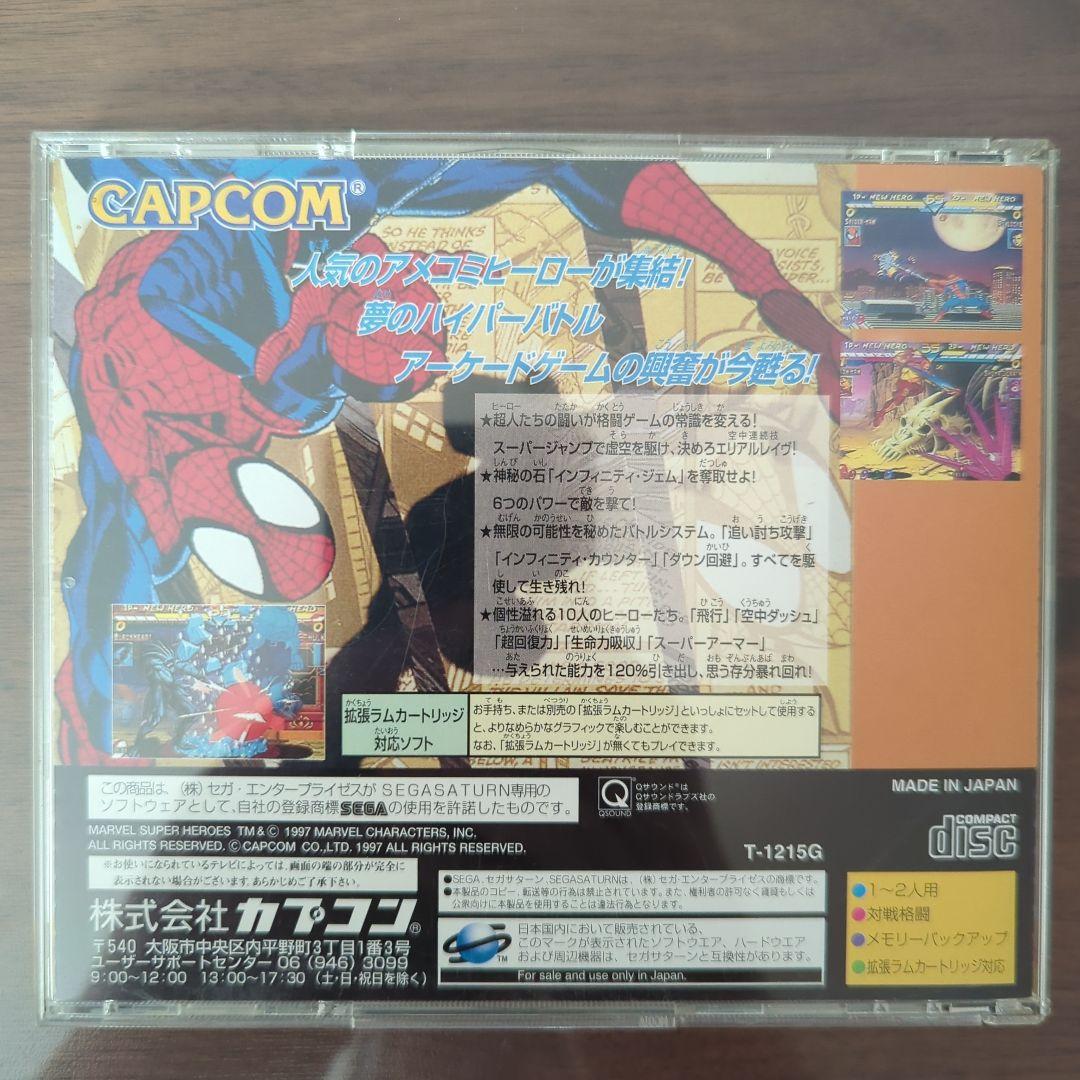 CAPCOM®
SO HE THINKS
INSTEAD OF
VOICE
人気のアメコミヒーローが集結!
夢のハイパーバトル
アーケードゲームの興奮が今甦る!
1P- NEW HERO 65 2P- NEW HERO
SPIDER-MAN
1P- NEW HERO 35 2P- NEW HERO
★超人たちの闘いが格闘ゲームの常識を変える!
スーパージャンプで虚空を駆け、決めろエリアルレイヴ!
★神秘の石「インフィニティ・ジェム」を奪取せよ!
6つのパワーで敵を撃て!
★無限の可能性を秘めたバトルシステム。「追い討ち攻撃」
「インフィニティ・カウンター」「ダウン回避」。すべてを駆
使して生き残れ!
★個性溢れる10人のヒーローたち。「飛行」「空中ダッシュ」
「超回復力」「生命力吸収」「スーパーアーマー」
…与えられた能力を120%引き出し、思う存分暴れ回れ!
拡張ラムカートリッジ
対応ソフト
お手持ち、または別売の「拡張ラムカートリッジ」といっしょにセットして使用する
と、よりなめらかなグラフィックで楽しむことができます。
なお、「拡張ラムカートリッジ」が無くてもプレイできます。
この商品は、(株)セガ・エンタープライゼスがSEGASATURN専用の
ソフトウェアとして、自社の登録商標SEGAの使用を許諾したものです。
QSOUND
Qサウンド®は
Qサウンドラブズ社の
登録商標です。
MADE IN JAPAN
MARVEL SUPER HEROES TM&© 1997 MARVEL CHARACTERS, INC.
ALL RIGHTS RESERVED. ©CAPCOM CO.,LTD. 1997 ALL RIGHTS RESERVED.
T-1215G
COMPACT
disc
※お使いになられているテレビによっては、画面の端の部分が完全に
表示されない場合がございます。あらかじめご了承下さい。
株式会社カプコン®
〒540 大阪市中央区内平野町3丁目1番3号
ユーザーサポートセンター 06(946)3099
9:00~12:00 13:00~17:30 (土・日・祝日を除く)
●SEGA、セガサターン、SEGASATURNは、(株)セガ・エンタープライゼスの商標です。
●本製品のコピー、転送等の行為は禁止されています。また、権利者の許可なく賃貸もしくは
公衆向けに本製品を使用することは違法行為となります。
TM
日本国内において販売されている、
このマークが表示されたソフトウエア、ハードウエア
および周辺機器は、セガサターンと互換性があります。
For sale and use only in Japan.
●1~2人用
●対戦格闘
●メモリーバックアップ
●拡張ラムカートリッジ対応